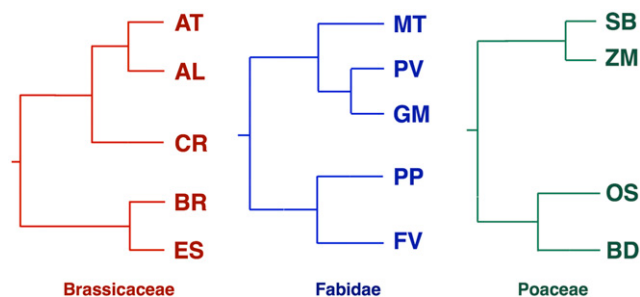 AT
AL
CR
BR
ES
Brassicaceae
MT
PV
GM
PP
FV
Fabidae
SB
ZM
OS
BD
Poaceae